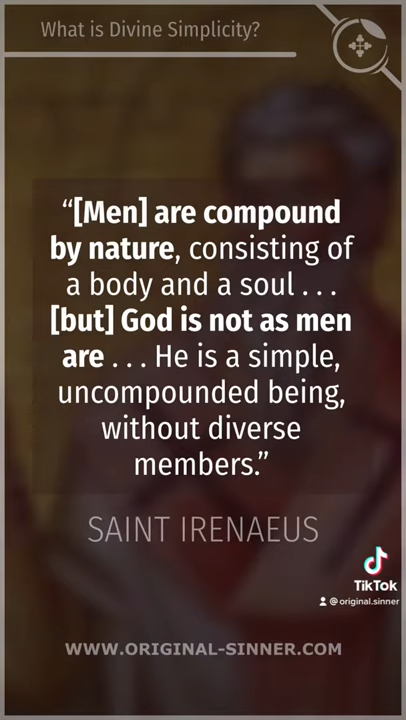 What is Divine Simplicity?
“[Men] are compound
by nature, consisting of
a body and a soul . . .
[but] God is not as men
are . . . He is a simple,
uncompounded being,
without diverse
members.”
SAINT IRENAEUS
TikTok
@original.sinner
WWW.ORIGINAL-SINNER.COM